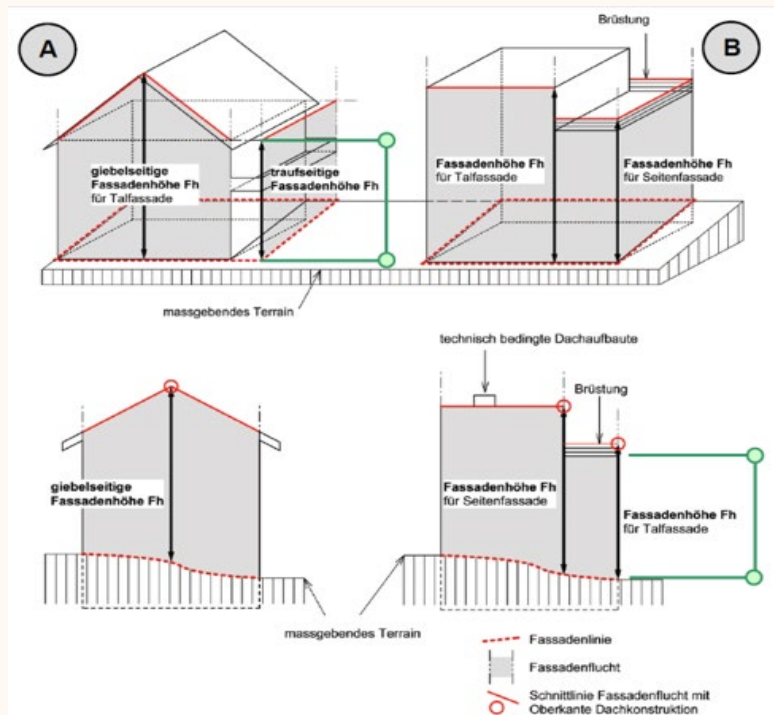 A
Brüstung
B
giebelseitige
Fassadenhöhe Fh
für Talfassade
traufseitige
Fassadenhöhe Fh
Fassadenhöhe Fh
für Talfassade
Fassadenhöhe Fh
für Seitenfassade
massgebendes Terrain
technisch bedingte Dachaufbaute
Brüstung
giebelseitige
Fassadenhöhe Fh
Fassadenhöhe Fh
für Seitenfassade
Fassadenhöhe Fh
für Talfassade
massgebendes Terrain
Fassadenlinie
Fassadenflucht
Schnittlinie Fassadenflucht mit
Oberkante Dachkonstruktion